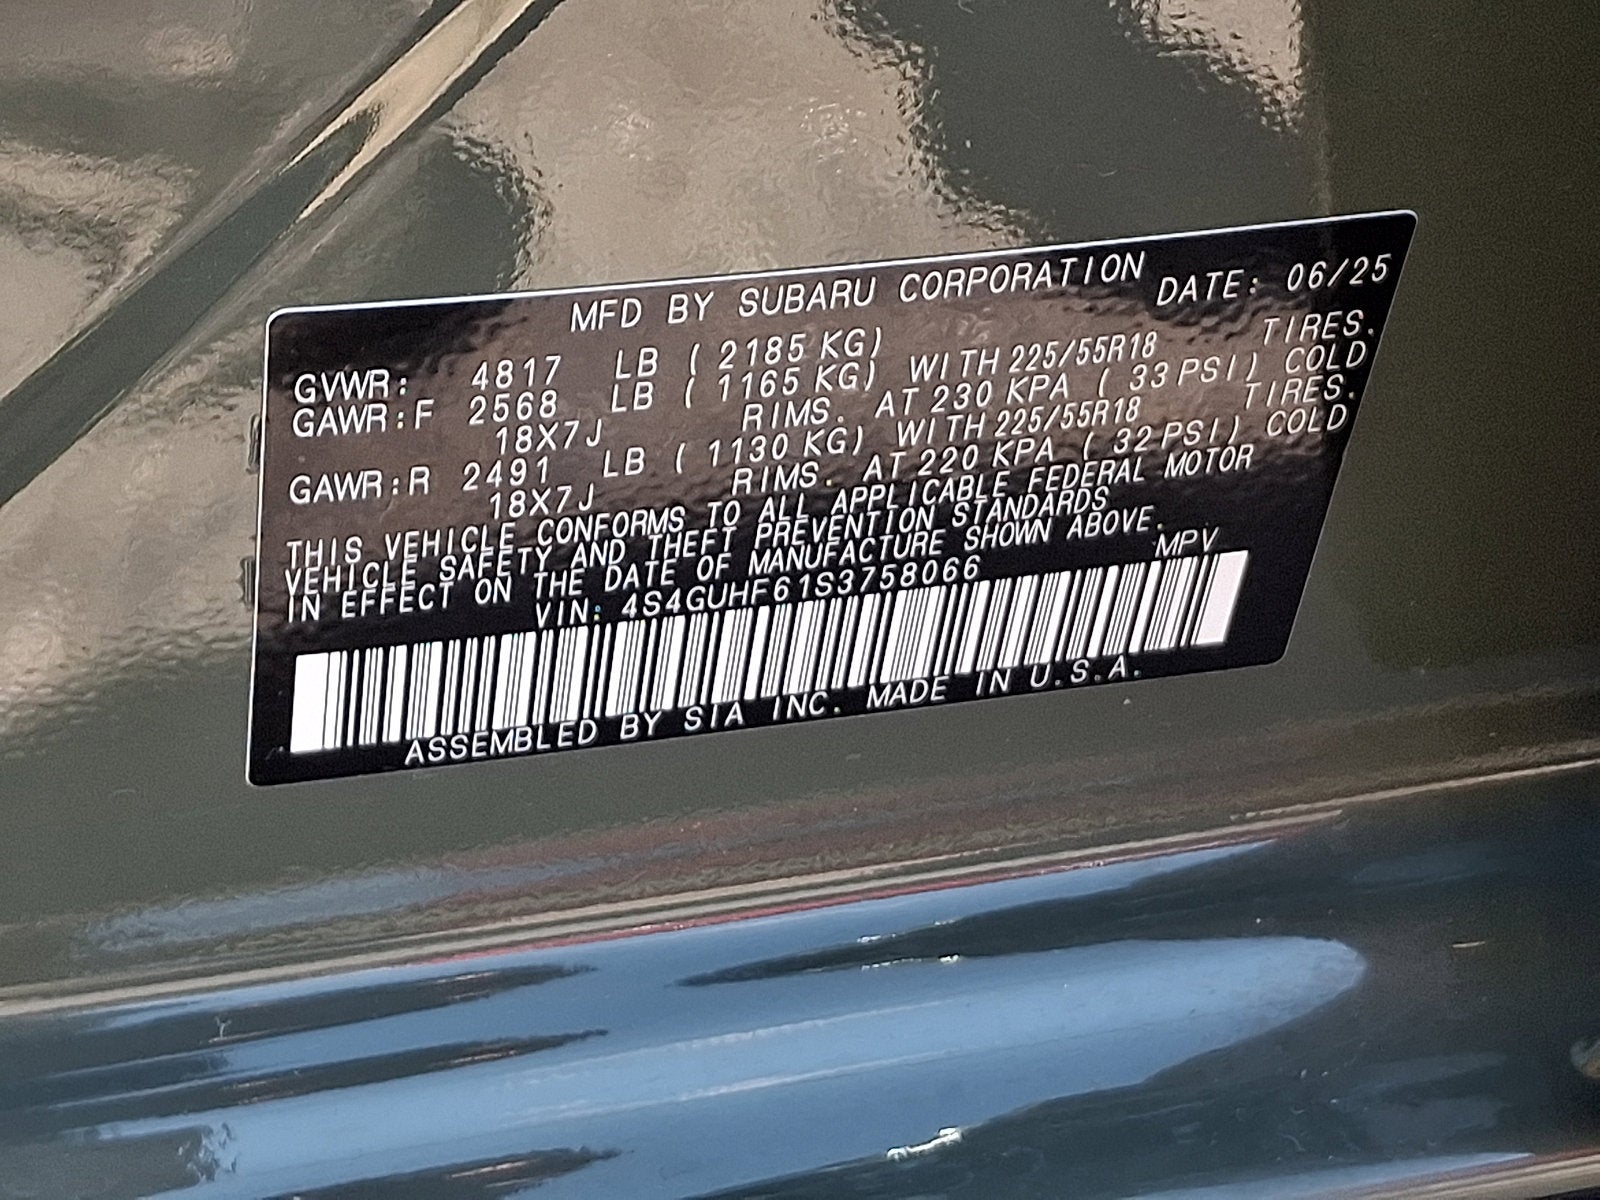 MFD BY SUBARU CORPORATION DATE: 06/25
GVWR: 4817 LB (2185 KG)
GAWR:F 2568 LB (1165 KG) WITH 225/55R18 TIRES.
18X7J RIMS. AT 230 KPA (33 PSI) COLD
GAWR:R 2491 LB (1130 KG) WITH 225/55R18 TIRES.
18X7J RIMS. AT 220 KPA (32 PSI) COLD
THIS VEHICLE CONFORMS TO ALL APPLICABLE FEDERAL MOTOR
VEHICLE SAFETY AND THEFT PREVENTION STANDARDS
IN EFFECT ON THE DATE OF MANUFACTURE SHOWN ABOVE.
VIN: 4S4GUHF61S3758066 MPV
ASSEMBLED BY SIA INC. MADE IN U.S.A.